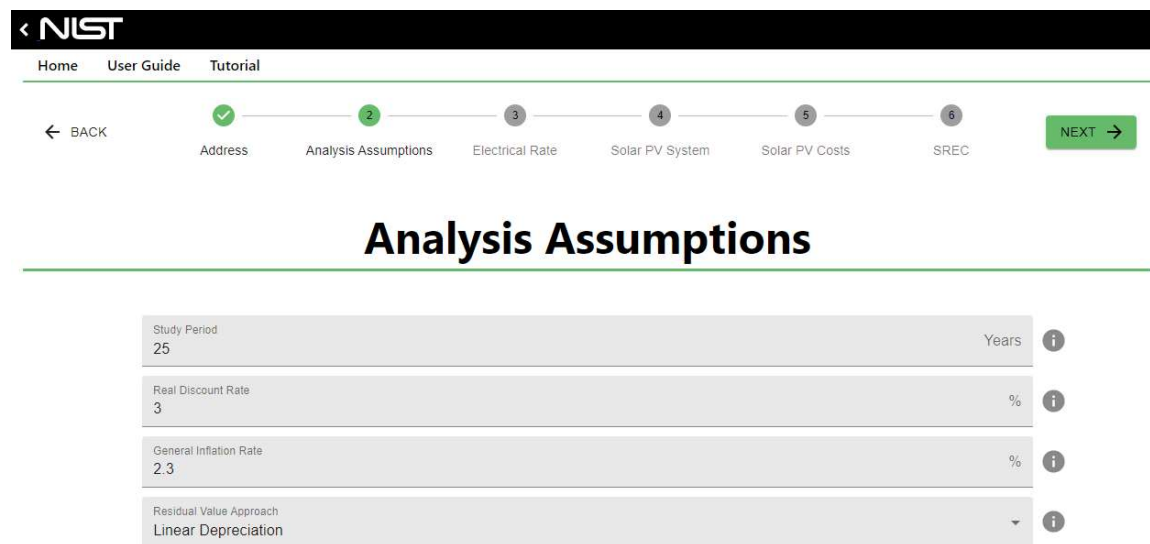 NIST
Home User Guide Tutorial
← BACK
2 3 4 5 6
Address Analysis Assumptions Electrical Rate Solar PV System Solar PV Costs SREC
NEXT →
Analysis Assumptions
Study Period
25 Years
Real Discount Rate
3 %
General Inflation Rate
2.3 %
Residual Value Approach
Linear Depreciation